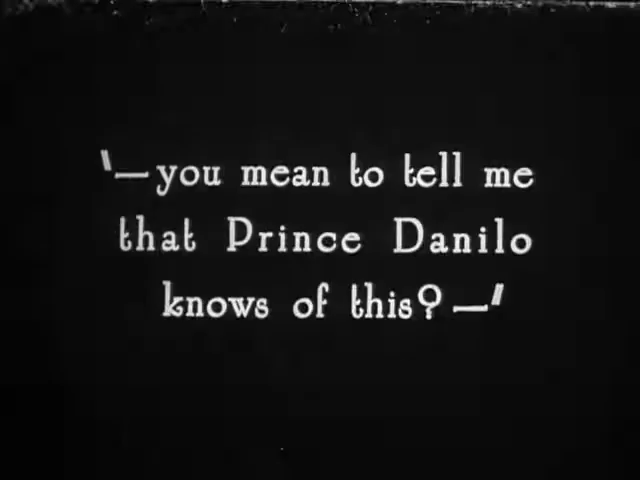 "—you mean to tell me
that Prince Danilo
knows of this?—"